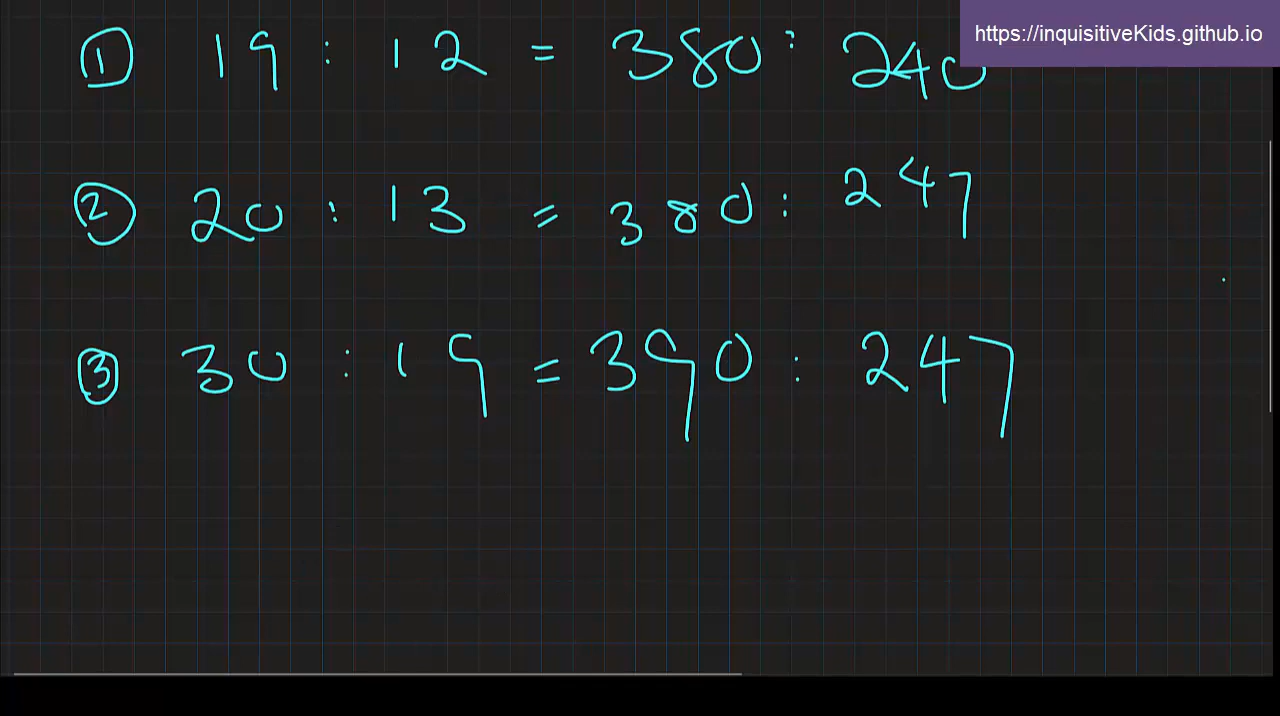 https://inquisitiveKids.github.io
① 19 : 12 = 380 : 240
② 20 : 13 = 380 : 247
③ 30 : 19 = 390 : 247